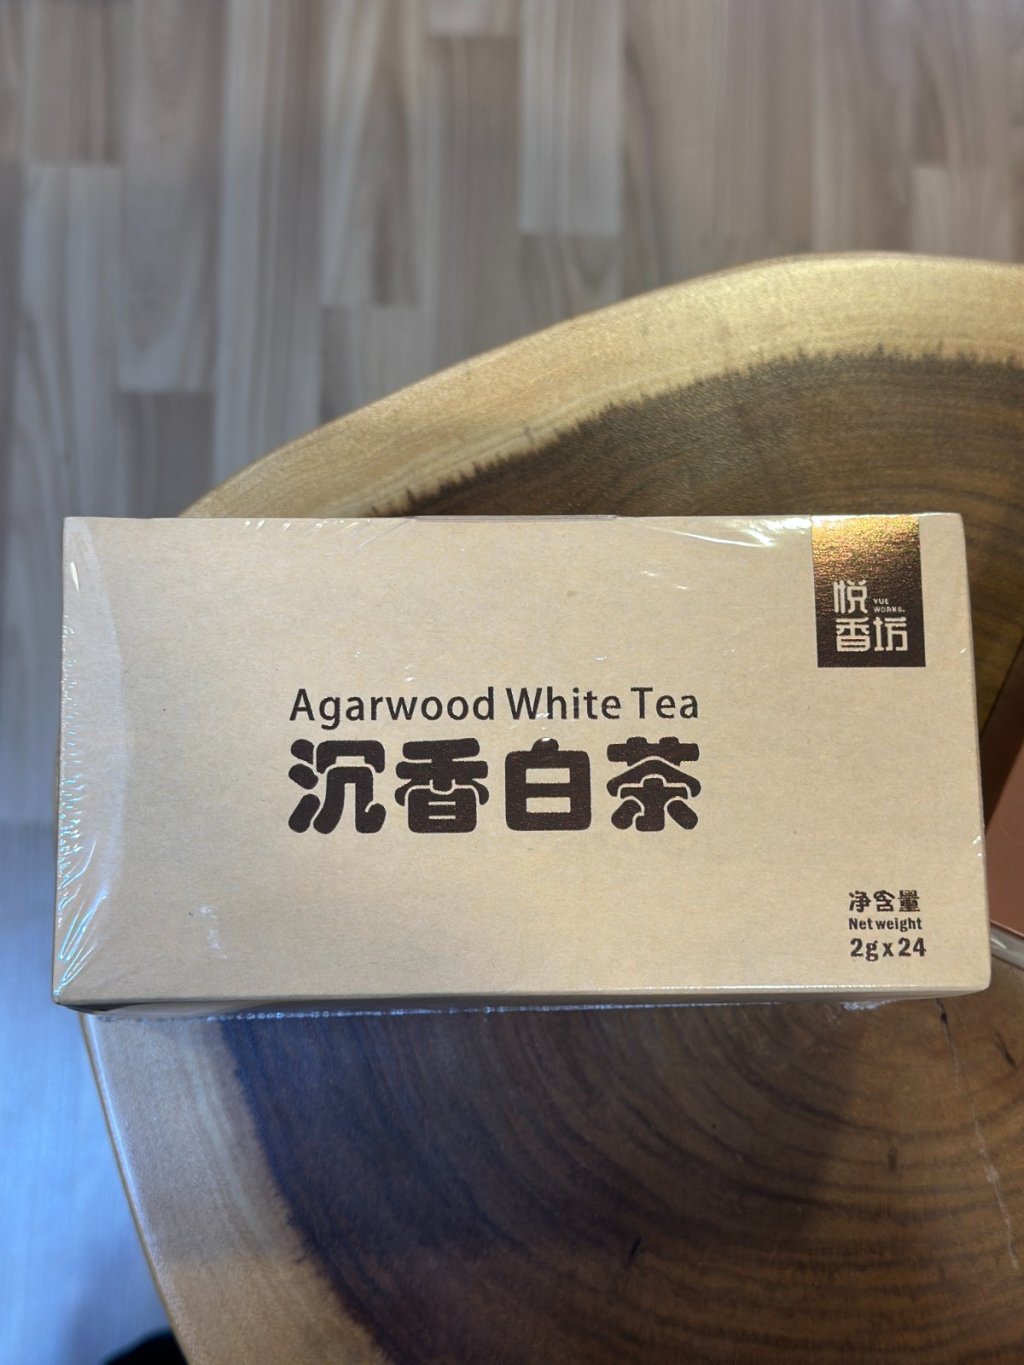 悦
YUE
WORKS.
香坊
Agarwood White Tea
沉香白茶
净含量
Net weight
2g x 24